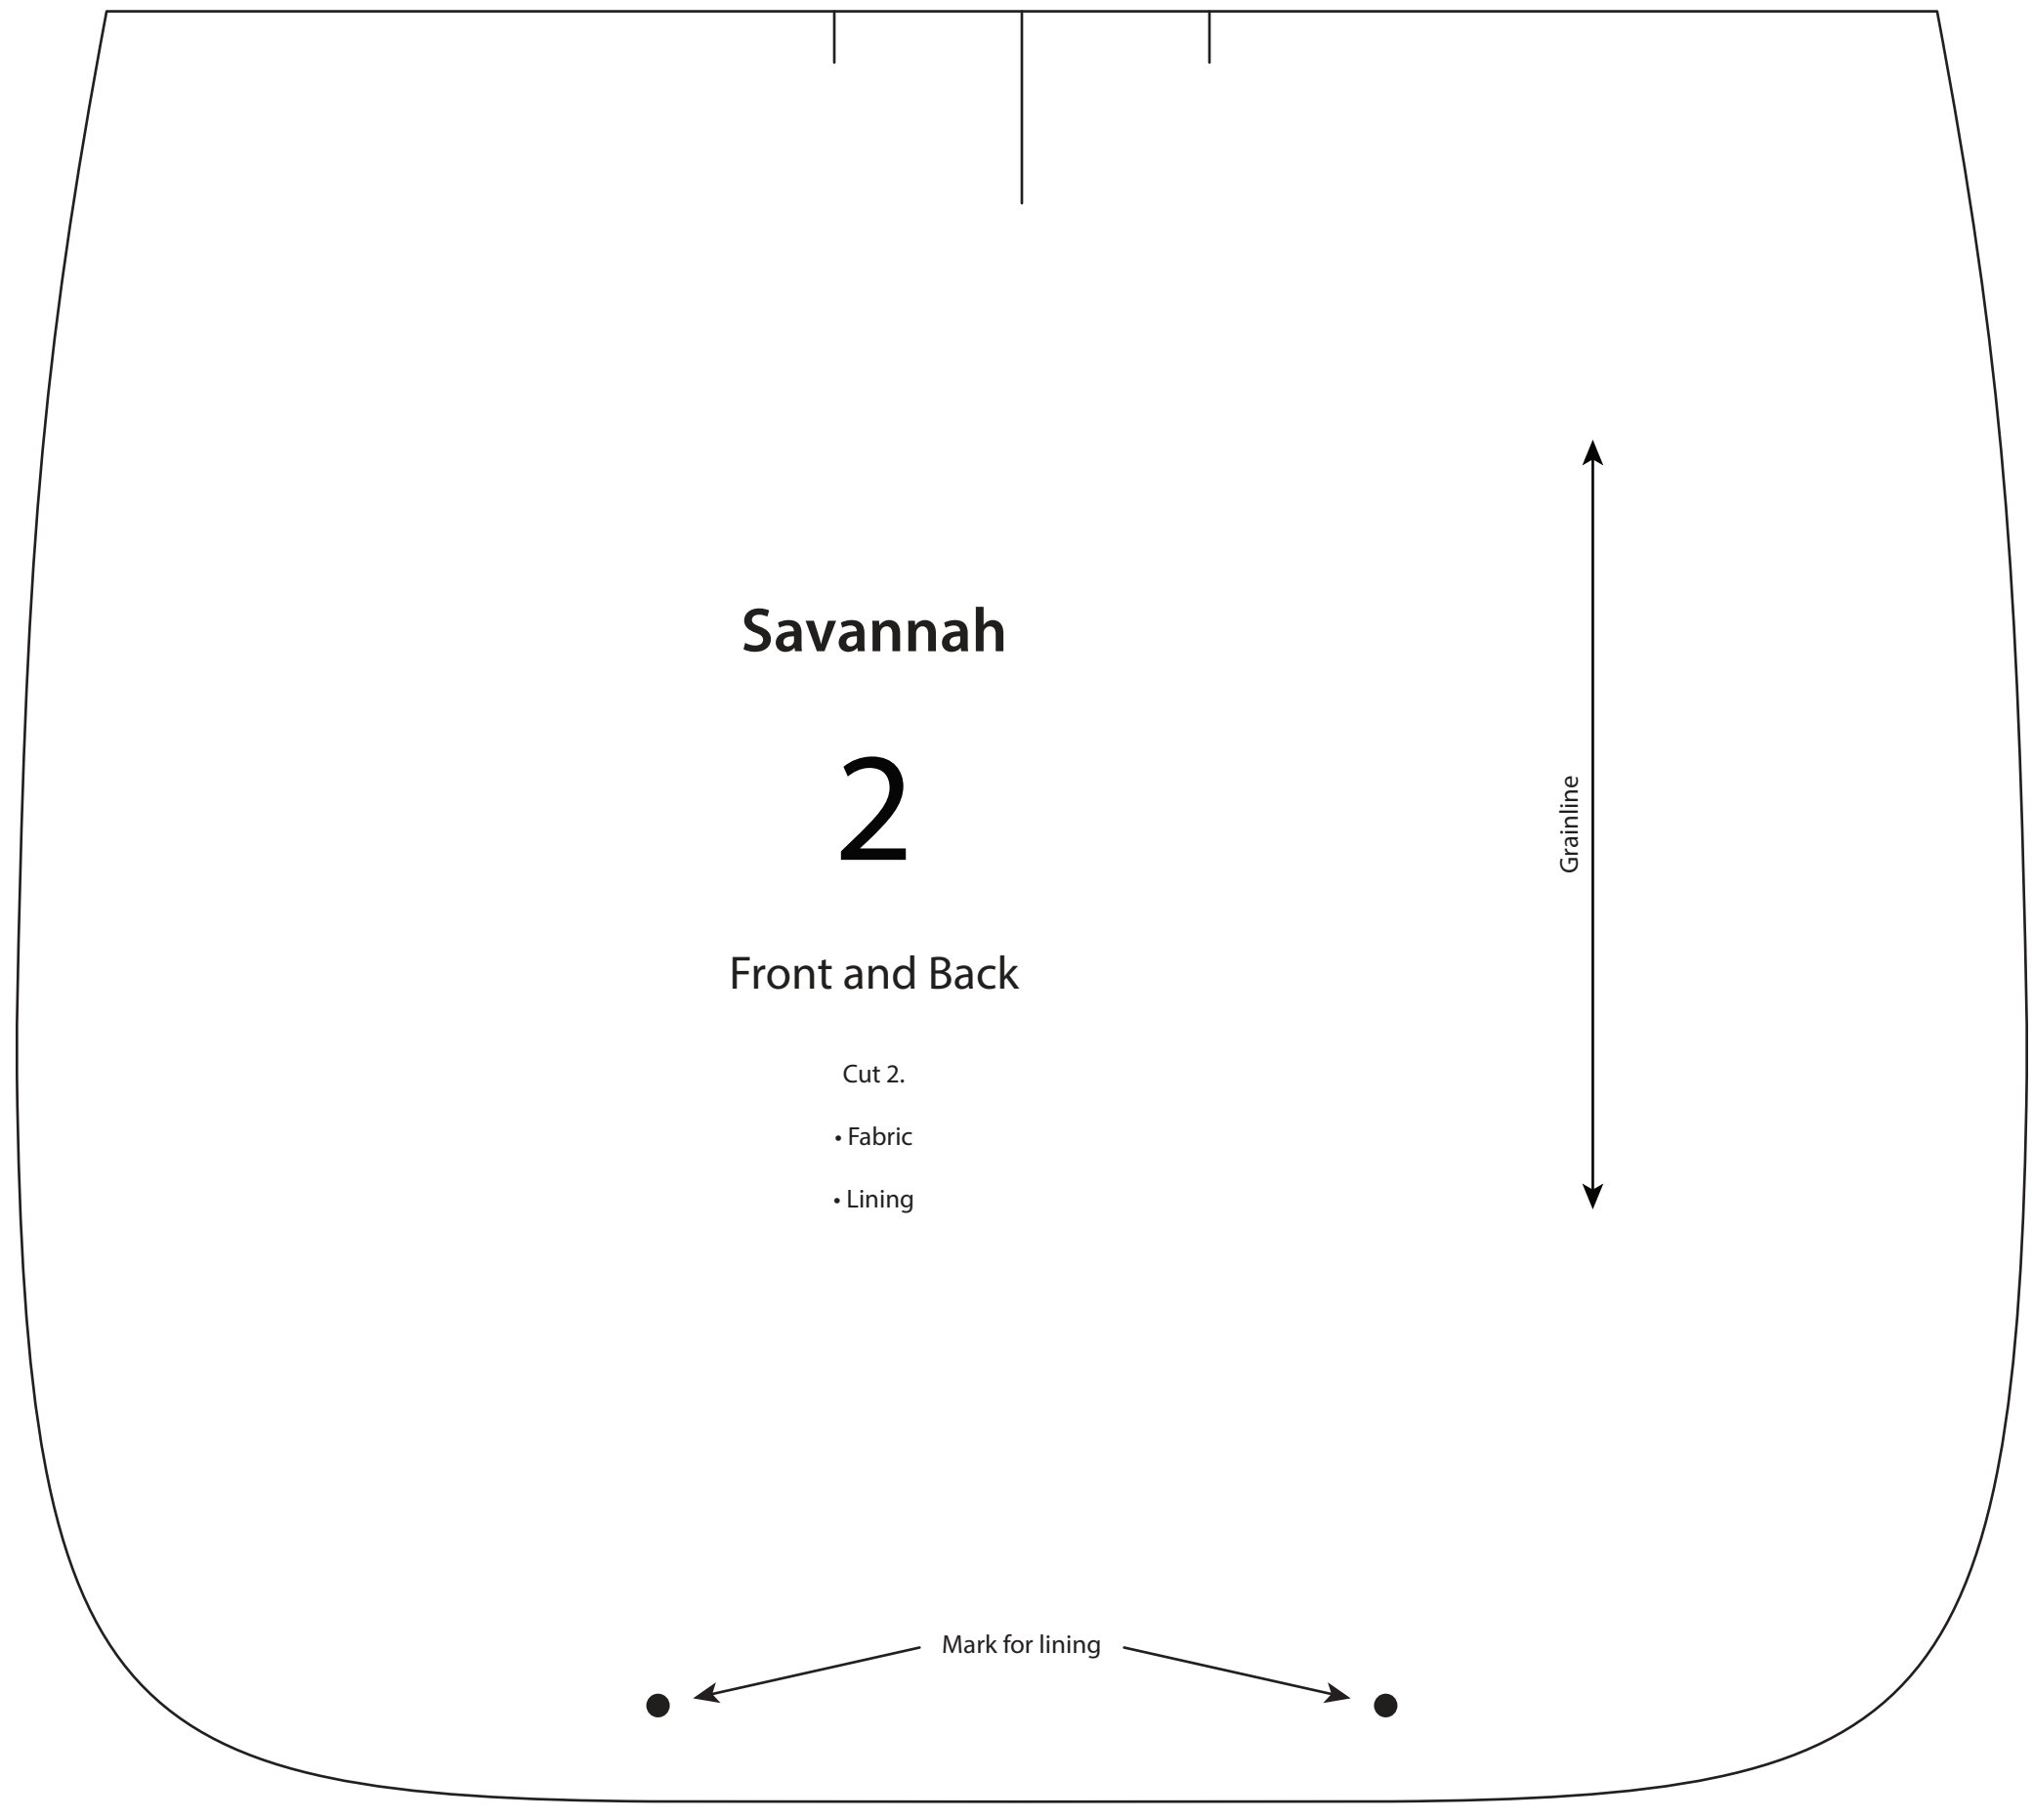 Savannah
2
Grainline
Front and Back
Cut 2.
• Fabric
• Lining
Mark for lining